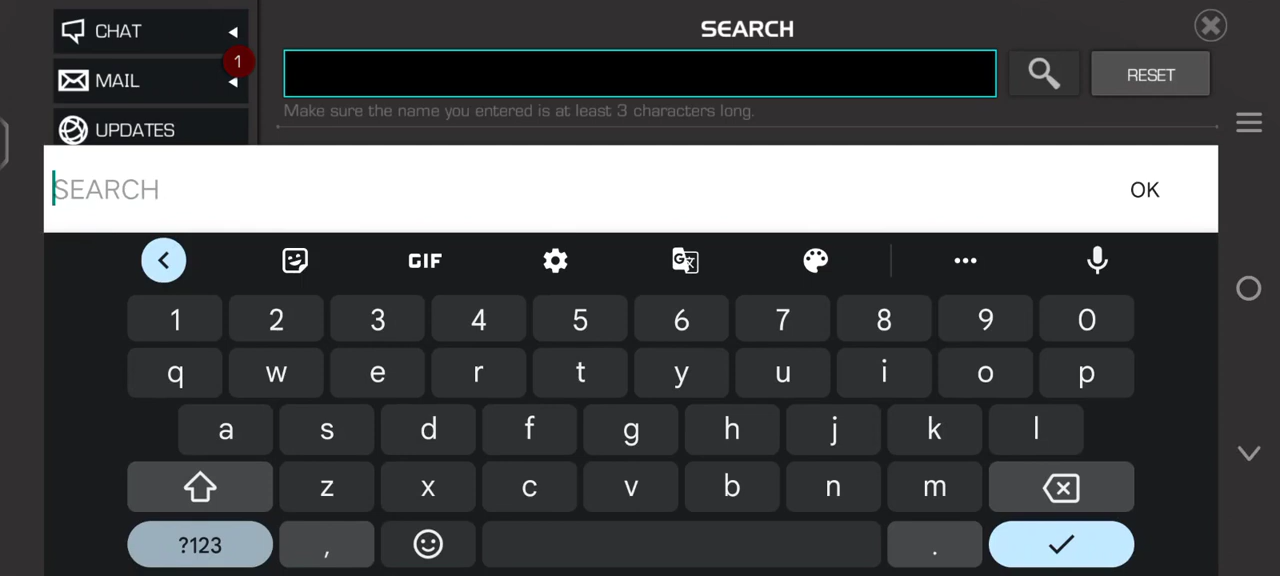 CHAT
MAIL
1
UPDATES
SEARCH
RESET
Make sure the name you entered is at least 3 characters long.
SEARCH
OK
GIF
1 2 3 4 5 6 7 8 9 0
q w e r t y u i o p
a s d f g h j k l
z x c v b n m
?123 , .